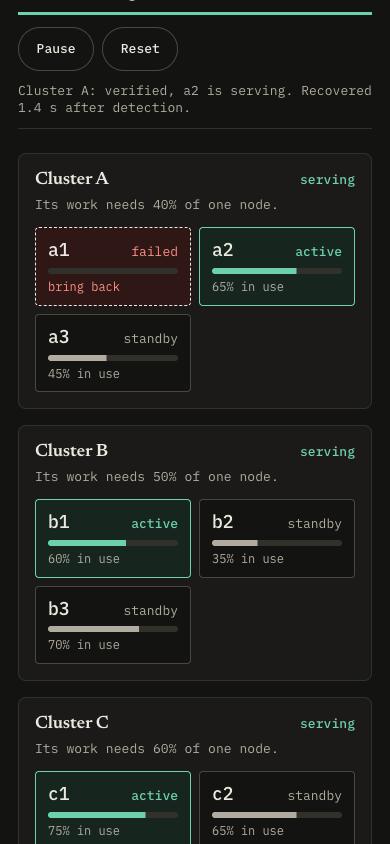 Pause Reset
Cluster A: verified, a2 is serving. Recovered
1.4 s after detection.
Cluster A serving
Its work needs 40% of one node.
a1 failed
bring back
a2 active
65% in use
a3 standby
45% in use
Cluster B serving
Its work needs 50% of one node.
b1 active
60% in use
b2 standby
35% in use
b3 standby
70% in use
Cluster C serving
Its work needs 60% of one node.
c1 active
75% in use
c2 standby
65% in use